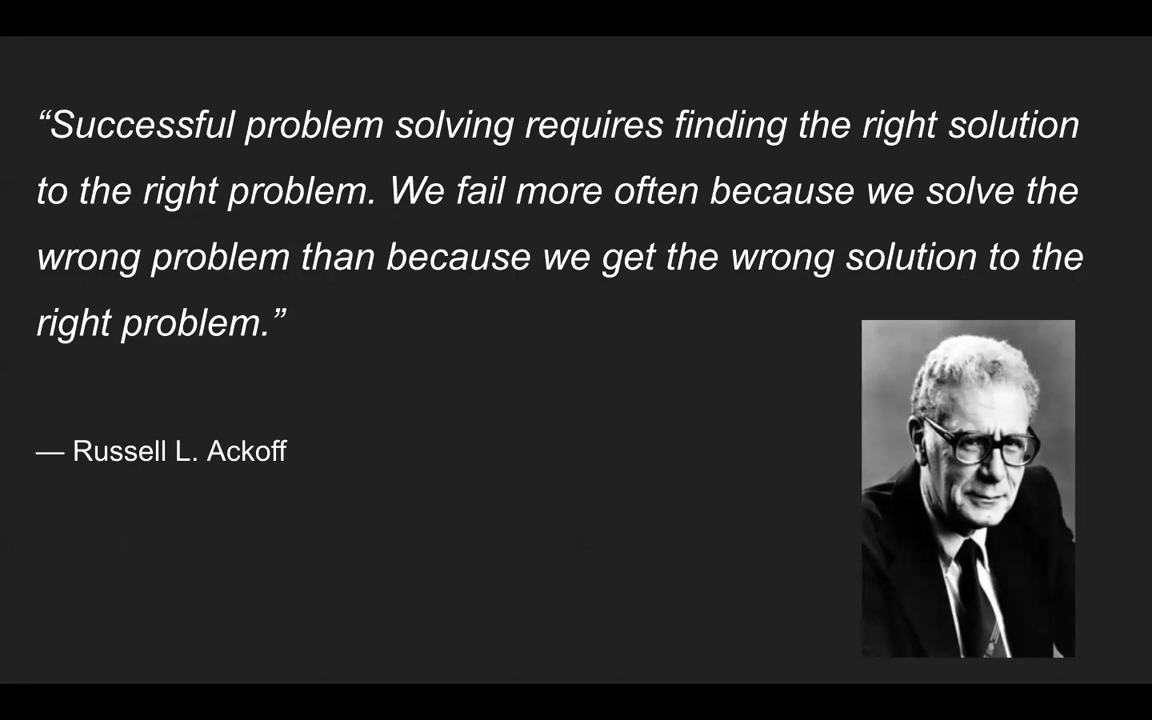 “Successful problem solving requires finding the right solution
to the right problem. We fail more often because we solve the
wrong problem than because we get the wrong solution to the
right problem.”
— Russell L. Ackoff